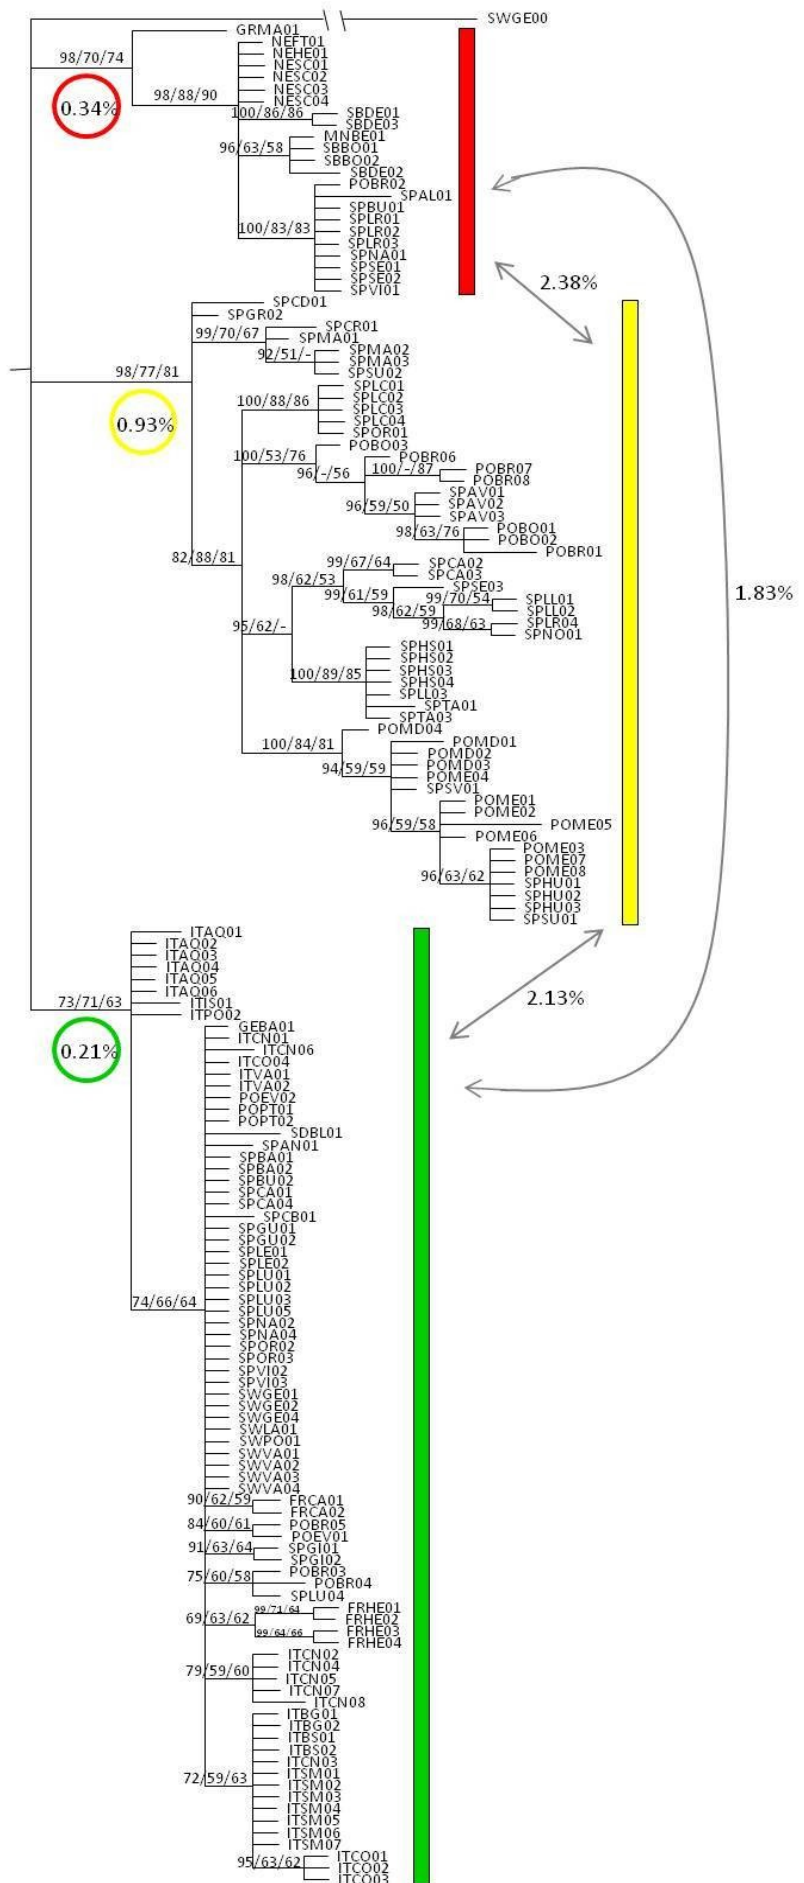 SWGE00
GRMA01
NEFT01
98/70/74
NEHE01
NESC01
NESC02
98/88/90
NESC03
0.34%
NESC04
100/86/86
SBDE01
SBDE03
MNBE01
96/63/58
SBBO01
SBBO02
SBDE02
POBR02
SPAL01
SPBU01
SPLR01
100/83/83
SPLR02
SPLR03
SPNA01
SPSE01
SPSE02
2.38%
SPVI01
SPCD01
SPGR02
99/70/67
SPCR01
SPMA01
92/51/-
SPMA02
SPMA03
98/77/81
SPSU02
SPLC01
100/88/86
SPLC02
SPLC03
0.93%
SPLC04
SPOR01
POBO03
100/53/76
POBR06
96/-/56
100/-/87
POBR07
POBR08
SPAV01
96/59/50
SPAV02
SPAV03
98/63/76
POBO01
POBO02
POBR01
82/88/81
99/67/64
SPCA02
SPCA03
98/62/53
SPSE03
99/61/59
99/70/54
SPLL01
1.83%
98/62/59
SPLL02
95/62/-
99/68/63
SPLR04
SPNO01
SPHS01
SPHS02
100/89/85
SPHS03
SPHS04
SPLL03
SPTA01
SPTA03
POMD04
100/84/81
POMD01
POMD02
94/59/59
POMD03
POME04
SPSV01
POME01
POME02
96/59/58
POME05
POME06
POME03
POME07
96/63/62
POME08
SPHU01
SPHU02
SPHU03
SPSU01
ITAQ01
ITAQ02
ITAQ03
ITAQ04
ITAQ05
ITAQ06
2.13%
73/71/63
ITIS01
ITPO02
GEBA01
ITCN01
0.21%
ITCN06
ITCO04
ITVA01
ITVA02
POEV02
POPT01
POPT02
SDBL01
SPAN01
SPBA01
SPBA02
SPBU02
SPCA01
SPCA04
SPCB01
SPGU01
SPGU02
SPLE01
SPLE02
SPLU01
SPLU02
74/66/64
SPLU03
SPLU05
SPNA02
SPNA04
SPOR02
SPOR03
SPVI02
SPVI03
SWGE01
SWGE02
SWGE04
SWLA01
SWPO01
SWVA01
SWVA02
SWVA03
SWVA04
90/62/59
FRCA01
FRCA02
84/60/61
POBR05
POEV01
91/63/64
SPGI01
SPGI02
75/60/58
POBR03
POBR04
SPLU04
99/71/64
FRHE01
69/63/62
FRHE02
99/64/66
FRHE03
FRHE04
ITCN02
79/59/60
ITCN04
ITCN05
ITCN07
ITCN08
ITBG01
ITBG02
ITBS01
ITBS02
ITCN03
72/59/63
ITSM01
ITSM02
ITSM03
ITSM04
ITSM05
ITSM06
ITSM07
95/63/62
ITCO01
ITCO02
ITCO03